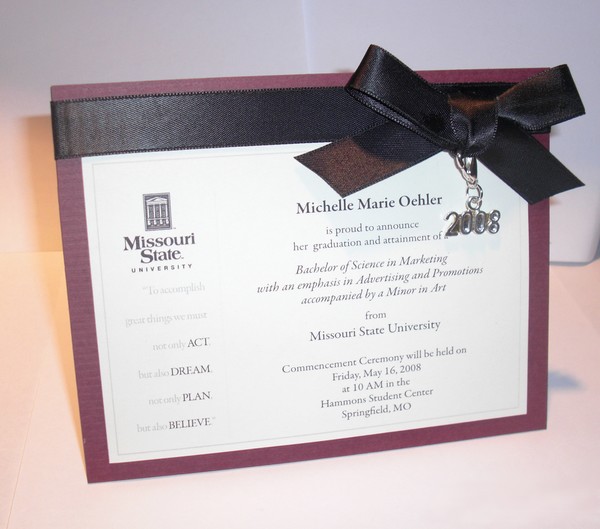 Missouri
State
UNIVERSITY
"To accomplish
great things we must
not only ACT.
but also DREAM.
not only PLAN.
but also BELIEVE."
Michelle Marie Oehler
is proud to announce
her graduation and attainment of a
2008
Bachelor of Science in Marketing
with an emphasis in Advertising and Promotions
accompanied by a Minor in Art
from
Missouri State University
Commencement Ceremony will be held on
Friday, May 16, 2008
at 10 AM in the
Hammons Student Center
Springfield, MO